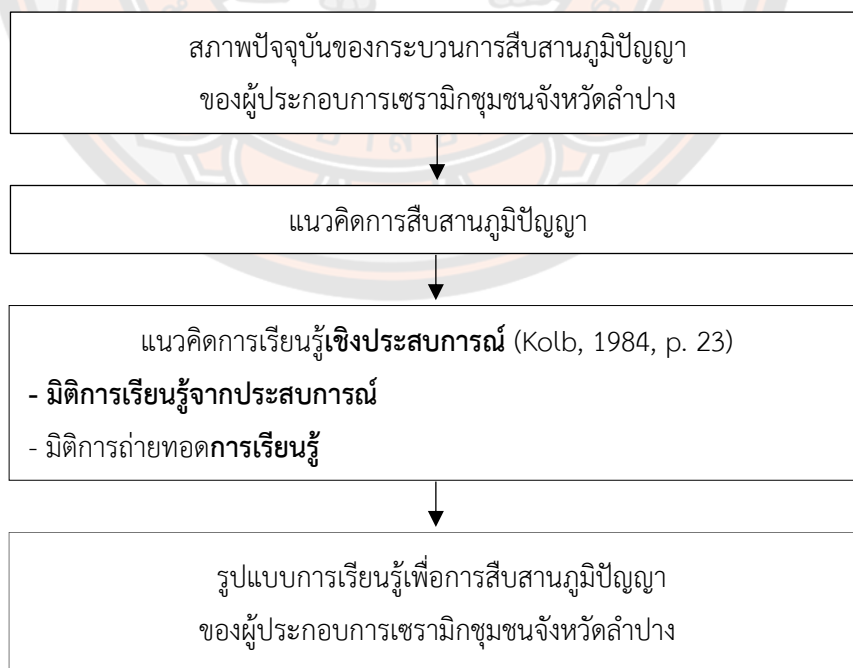 สภาพปัจจุบันของกระบวนการสืบสานภูมิปัญญา
ของผู้ประกอบการเซรามิกชุมชนจังหวัดลำปาง
แนวคิดการสืบสานภูมิปัญญา
แนวคิดการเรียนรู้เชิงประสบการณ์ (Kolb, 1984, p. 23)
- มิติการเรียนรู้จากประสบการณ์
- มิติการถ่ายทอดการเรียนรู้
รูปแบบการเรียนรู้เพื่อการสืบสานภูมิปัญญา
ของผู้ประกอบการเซรามิกชุมชนจังหวัดลำปาง